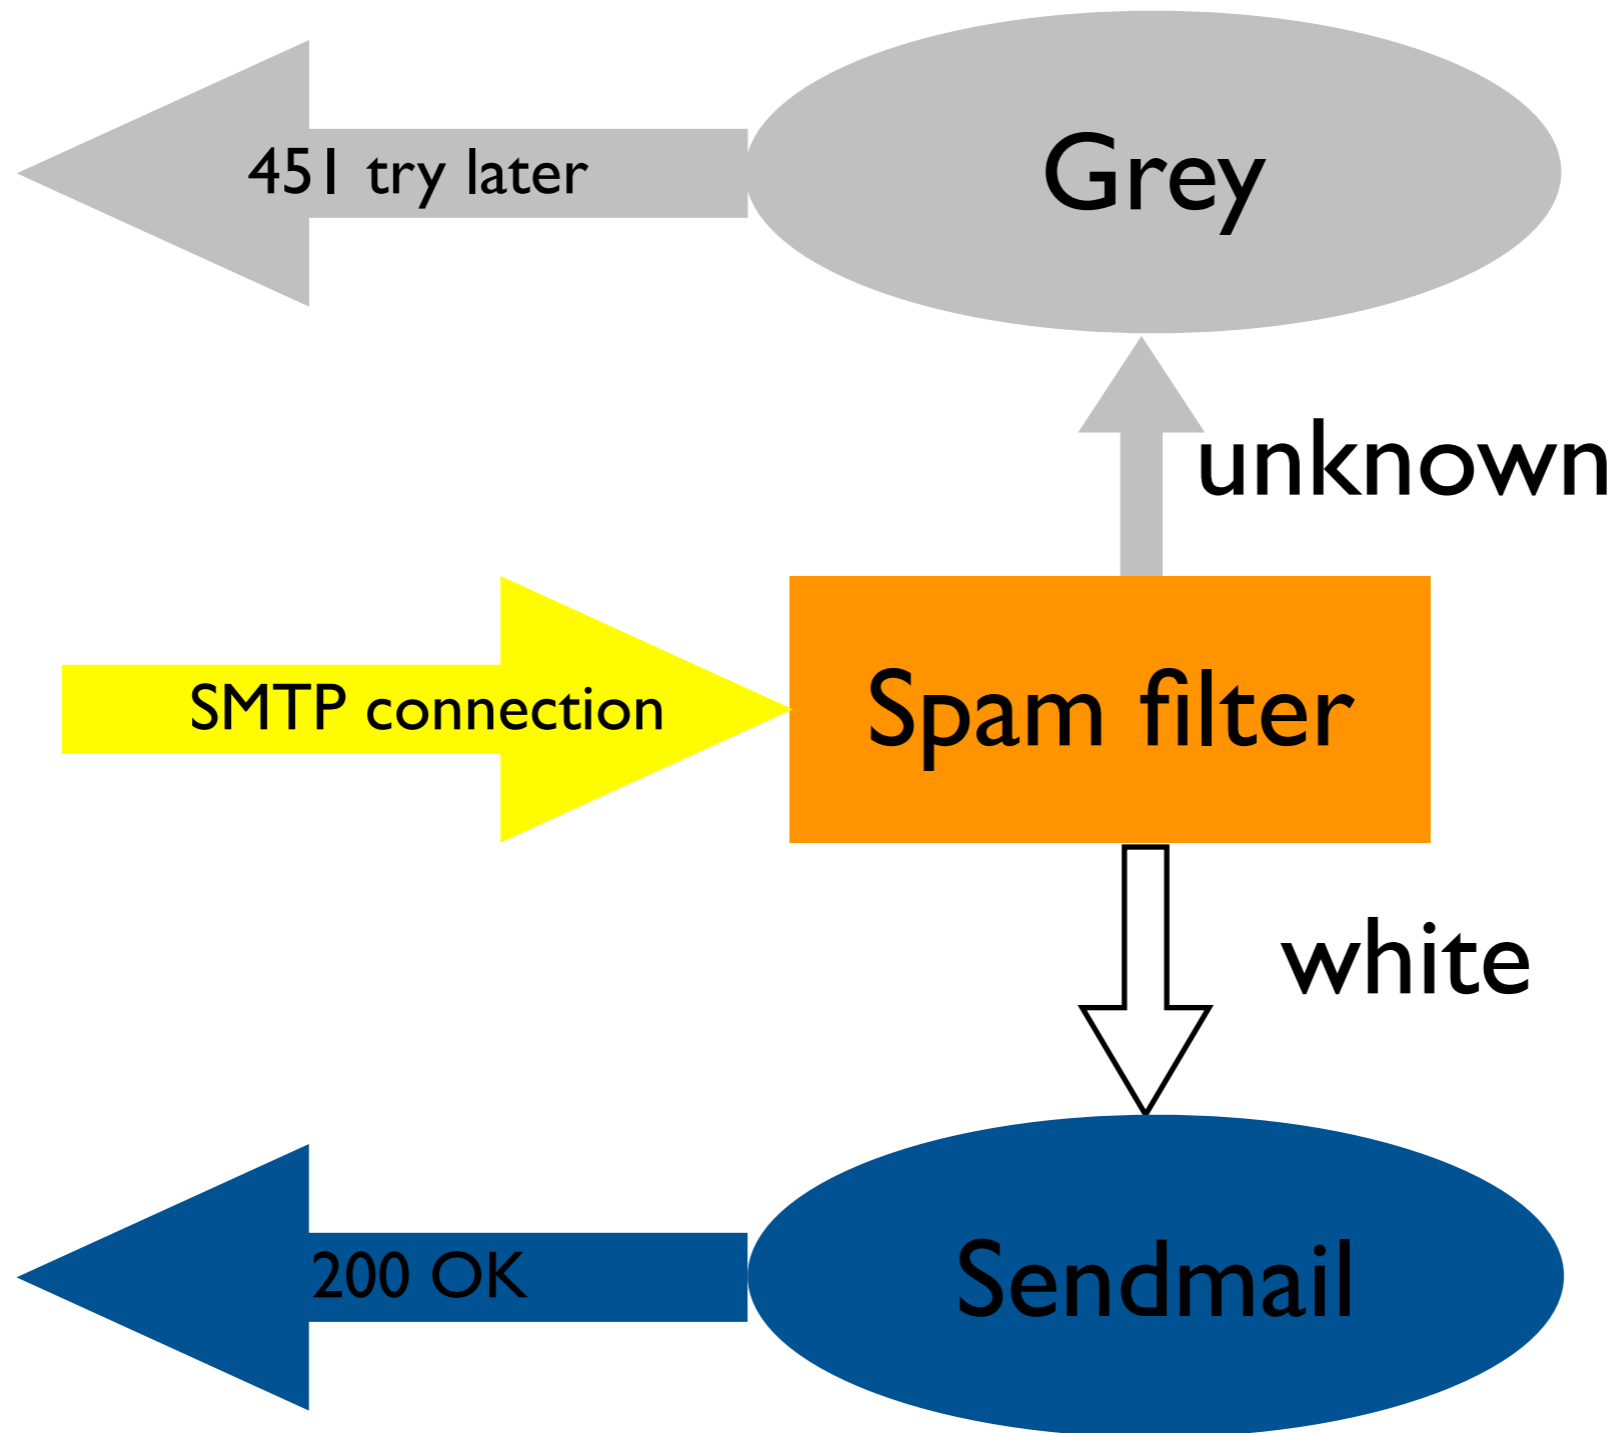 451 try later
Grey
unknown
SMTP connection
Spam filter
white
200 OK
Sendmail